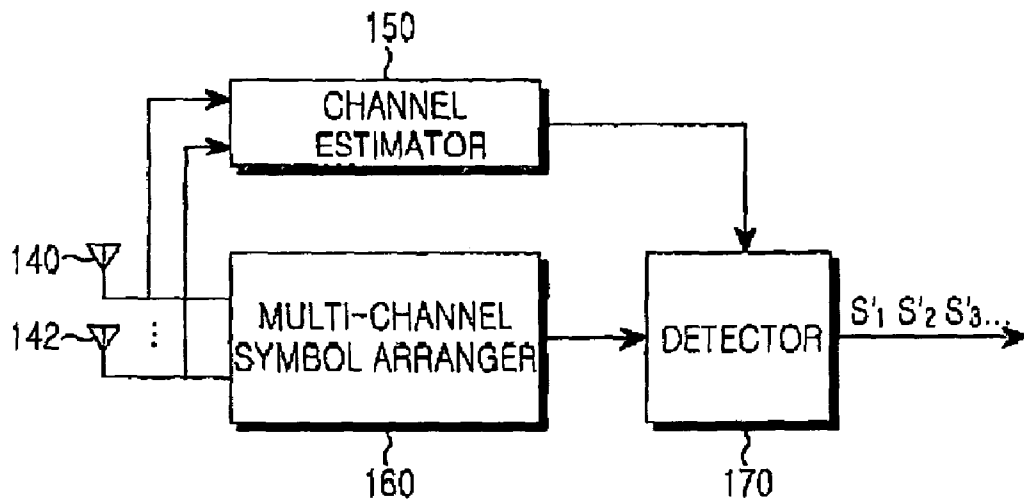 150
CHANNEL
ESTIMATOR
140
142
⋮
MULTI-CHANNEL
SYMBOL ARRANGER
DETECTOR
S'1 S'2 S'3...
160
170